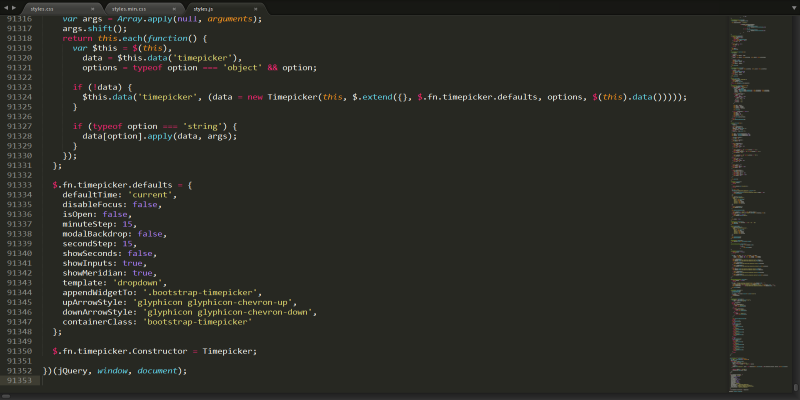 styles.css × styles.min.css × styles.js ×
91316 var args = Array.apply(null, arguments);
91317 args.shift();
91318 return this.each(function() {
91319 var $this = $(this),
91320 data = $this.data('timepicker'),
91321 options = typeof option === 'object' && option;
91322
91323 if (!data) {
91324 $this.data('timepicker', (data = new Timepicker(this, $.extend({}, $.fn.timepicker.defaults, options, $(this).data()))));
91325 }
91326
91327 if (typeof option === 'string') {
91328 data[option].apply(data, args);
91329 }
91330 });
91331 };
91332
91333 $.fn.timepicker.defaults = {
91334 defaultTime: 'current',
91335 disableFocus: false,
91336 isOpen: false,
91337 minuteStep: 15,
91338 modalBackdrop: false,
91339 secondStep: 15,
91340 showSeconds: false,
91341 showInputs: true,
91342 showMeridian: true,
91343 template: 'dropdown',
91344 appendWidgetTo: '.bootstrap-timepicker',
91345 upArrowStyle: 'glyphicon glyphicon-chevron-up',
91346 downArrowStyle: 'glyphicon glyphicon-chevron-down',
91347 containerClass: 'bootstrap-timepicker'
91348 };
91349
91350 $.fn.timepicker.Constructor = Timepicker;
91351
91352 })(jQuery, window, document);
91353